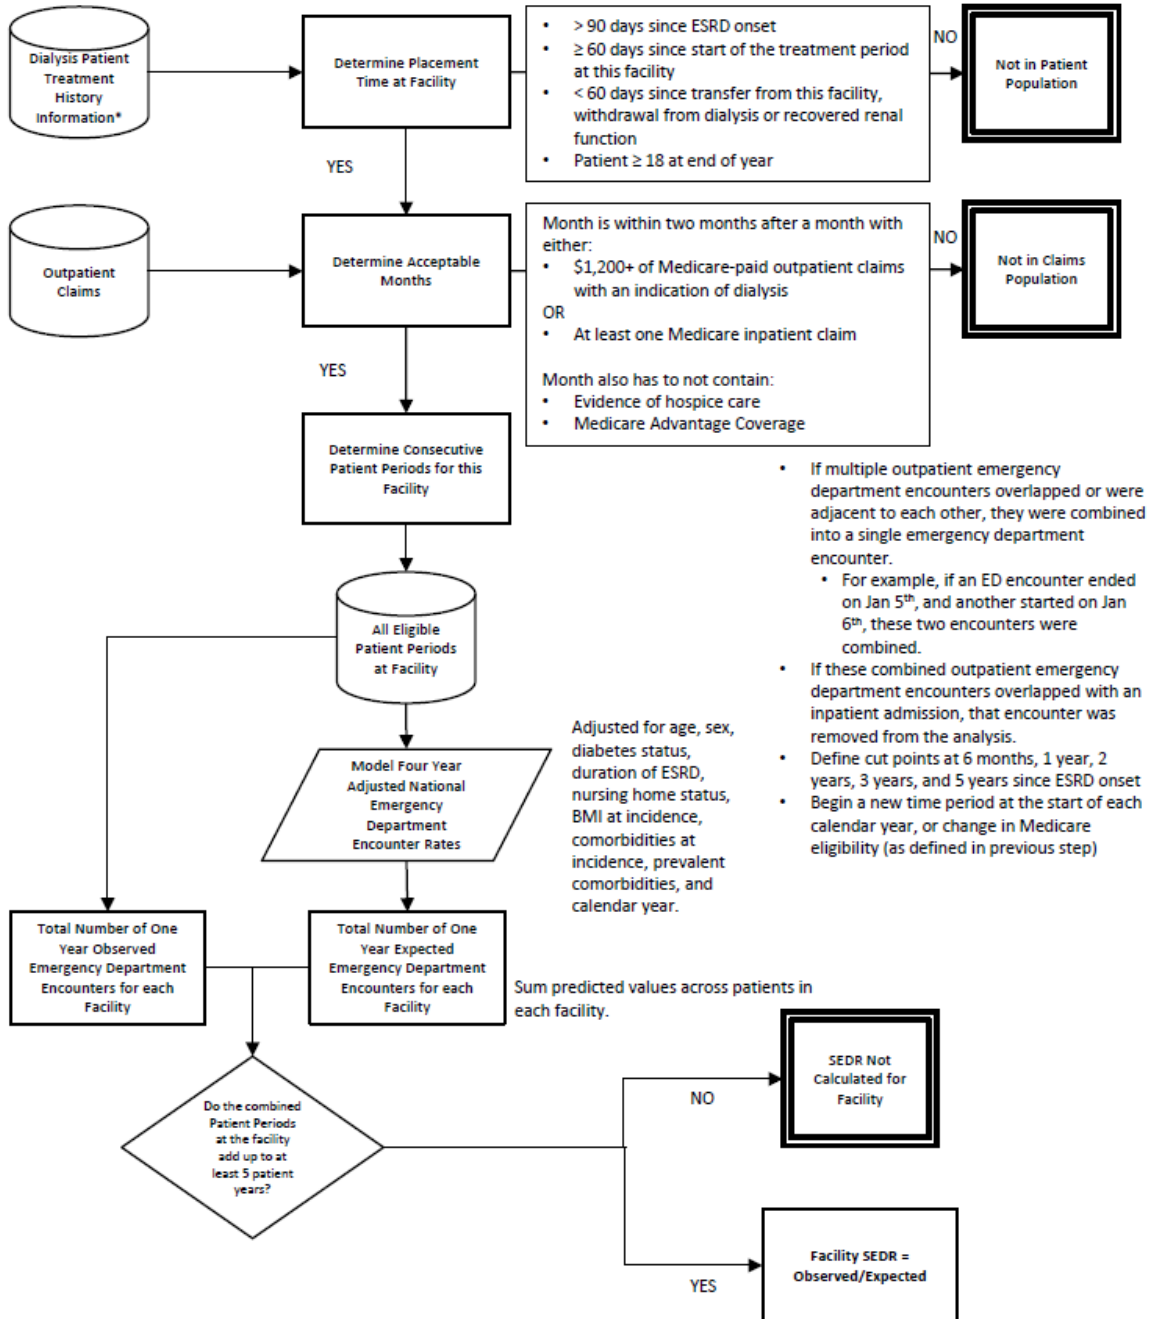 Dialysis Patient
Treatment
History
Information*
Determine Placement
Time at Facility
• > 90 days since ESRD onset
• ≥ 60 days since start of the treatment period
at this facility
• < 60 days since transfer from this facility,
withdrawal from dialysis or recovered renal
function
• Patient ≥ 18 at end of year
NO
Not in Patient
Population
YES
Outpatient
Claims
Determine Acceptable
Months
Month is within two months after a month with
either:
• $1,200+ of Medicare-paid outpatient claims
with an indication of dialysis
OR
• At least one Medicare inpatient claim
Month also has to not contain:
• Evidence of hospice care
• Medicare Advantage Coverage
NO
Not in Claims
Population
YES
Determine Consecutive
Patient Periods for this
Facility
• If multiple outpatient emergency
department encounters overlapped or were
adjacent to each other, they were combined
into a single emergency department
encounter.
• For example, if an ED encounter ended
on Jan 5th, and another started on Jan
6th, these two encounters were
combined.
• If these combined outpatient emergency
department encounters overlapped with an
inpatient admission, that encounter was
removed from the analysis.
• Define cut points at 6 months, 1 year, 2
years, 3 years, and 5 years since ESRD onset
• Begin a new time period at the start of each
calendar year, or change in Medicare
eligibility (as defined in previous step)
All Eligible
Patient Periods
at Facility
Model Four Year
Adjusted National
Emergency
Department
Encounter Rates
Adjusted for age, sex,
diabetes status,
duration of ESRD,
nursing home status,
BMI at incidence,
comorbidities at
incidence, prevalent
comorbidities, and
calendar year.
Total Number of One
Year Observed
Emergency Department
Encounters for each
Facility
Total Number of One
Year Expected
Emergency Department
Encounters for each
Facility
Sum predicted values across patients in
each facility.
Do the combined
Patient Periods
at the facility
add up to at
least 5 patient
years?
NO
SEDR Not
Calculated for
Facility
YES
Facility SEDR =
Observed/Expected